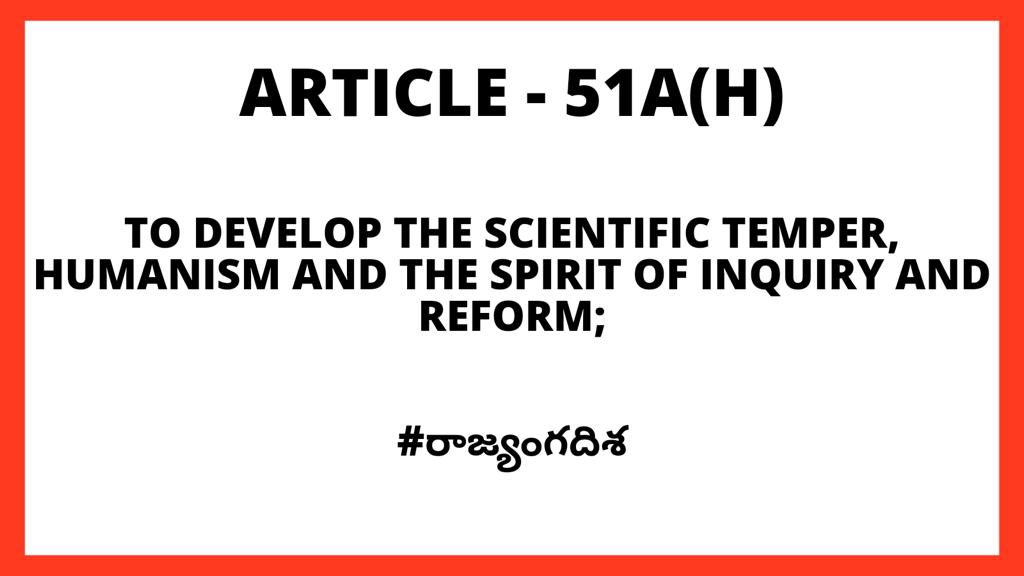 ARTICLE - 51A(H)
TO DEVELOP THE SCIENTIFIC TEMPER,
HUMANISM AND THE SPIRIT OF INQUIRY AND
REFORM;
#రాజ్యంగదిశ